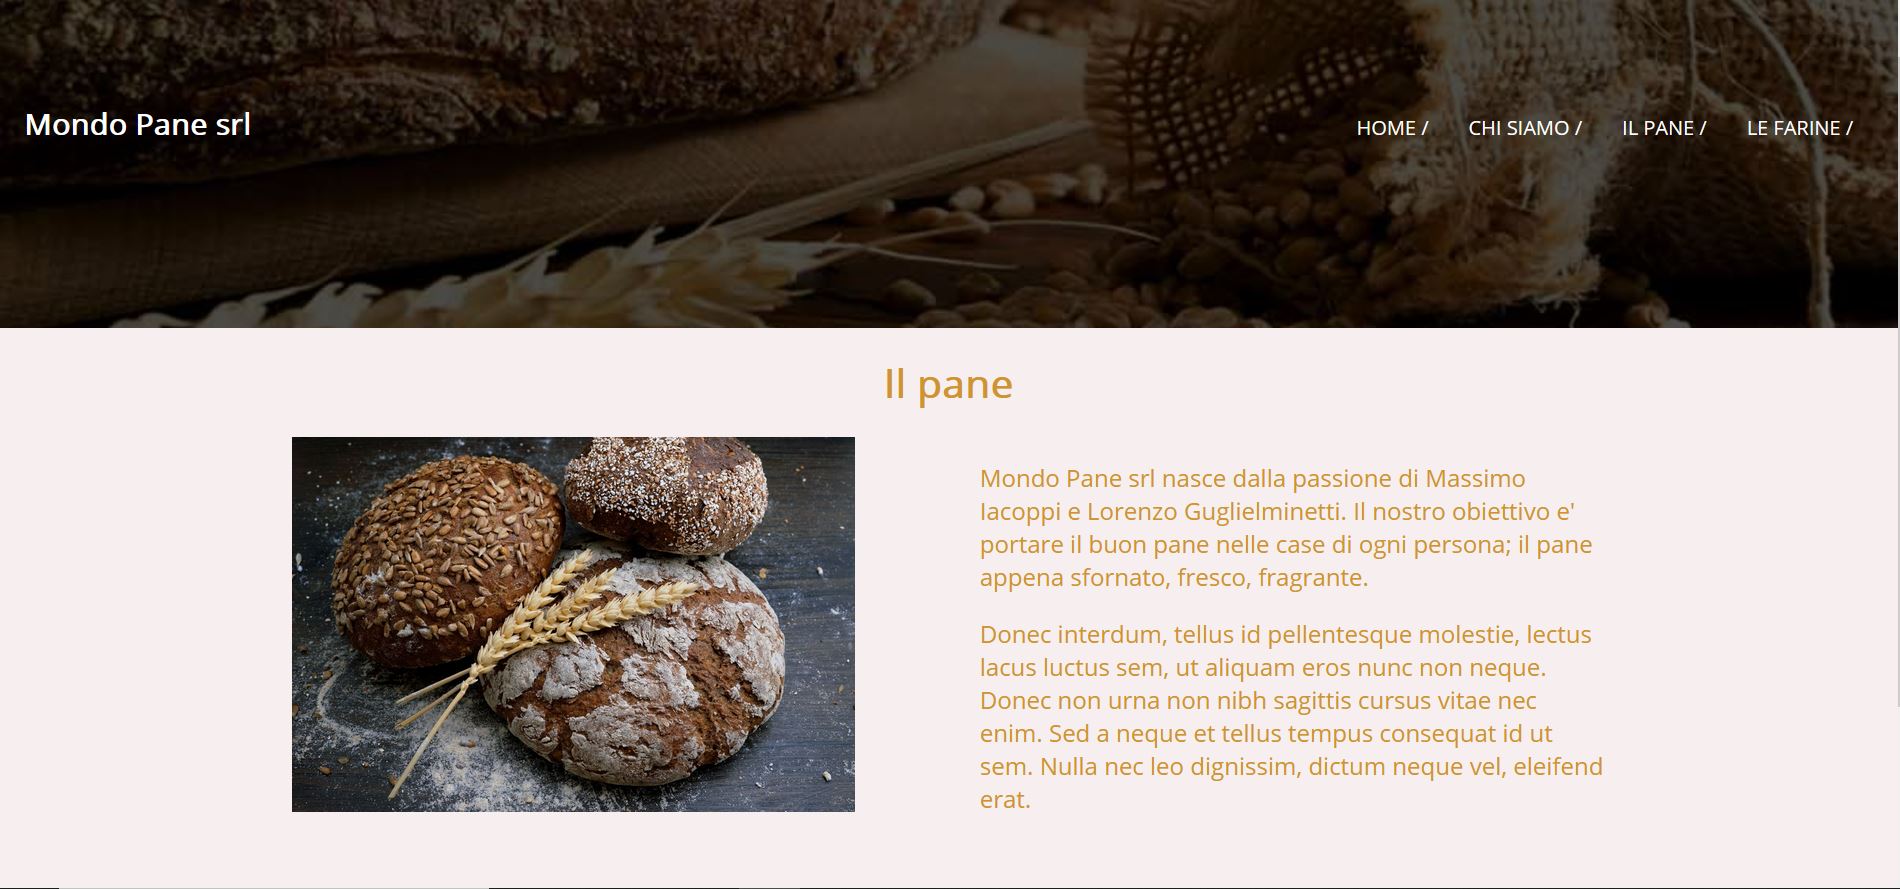 Mondo Pane srl
HOME / CHI SIAMO / IL PANE / LE FARINE /
Il pane
Mondo Pane srl nasce dalla passione di Massimo
Iacoppi e Lorenzo Guglielminetti. Il nostro obiettivo e'
portare il buon pane nelle case di ogni persona; il pane
appena sfornato, fresco, fragrante.
Donec interdum, tellus id pellentesque molestie, lectus
lacus luctus sem, ut aliquam eros nunc non neque.
Donec non urna non nibh sagittis cursus vitae nec
enim. Sed a neque et tellus tempus consequat id ut
sem. Nulla nec leo dignissim, dictum neque vel, eleifend
erat.